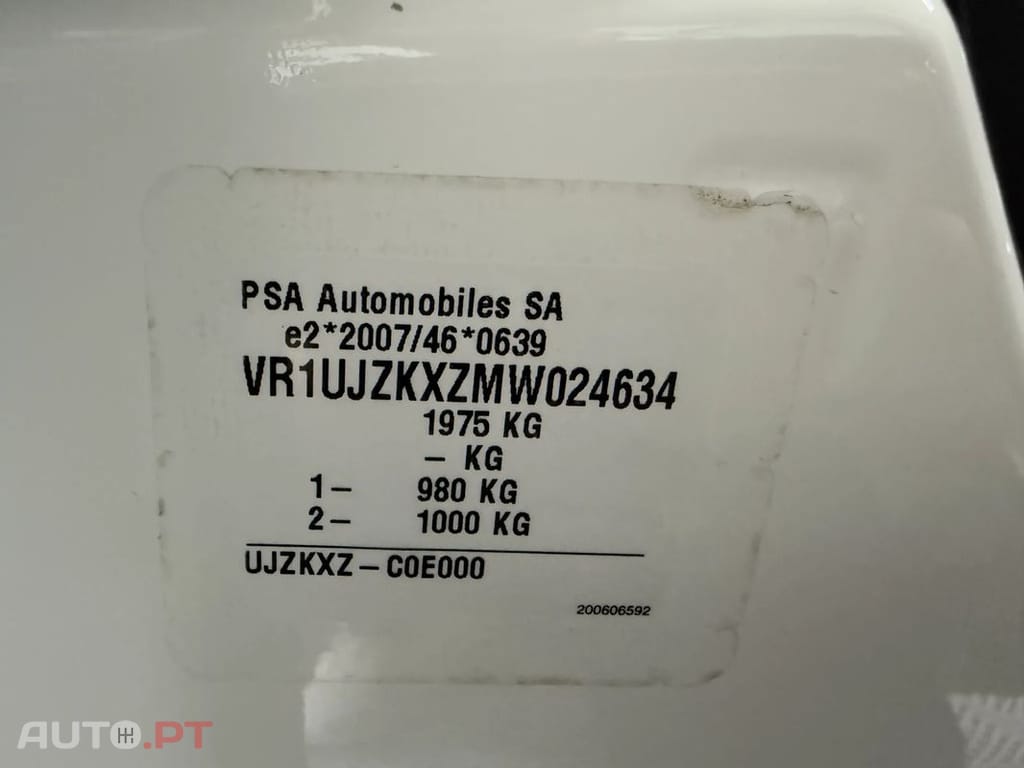 PSA Automobiles SA
e2*2007/46*0639
VR1UJZKXZMW024634
1975 KG
- KG
1- 980 KG
2- 1000 KG
UJZKXZ-C0E000
200606592
AUTO.PT